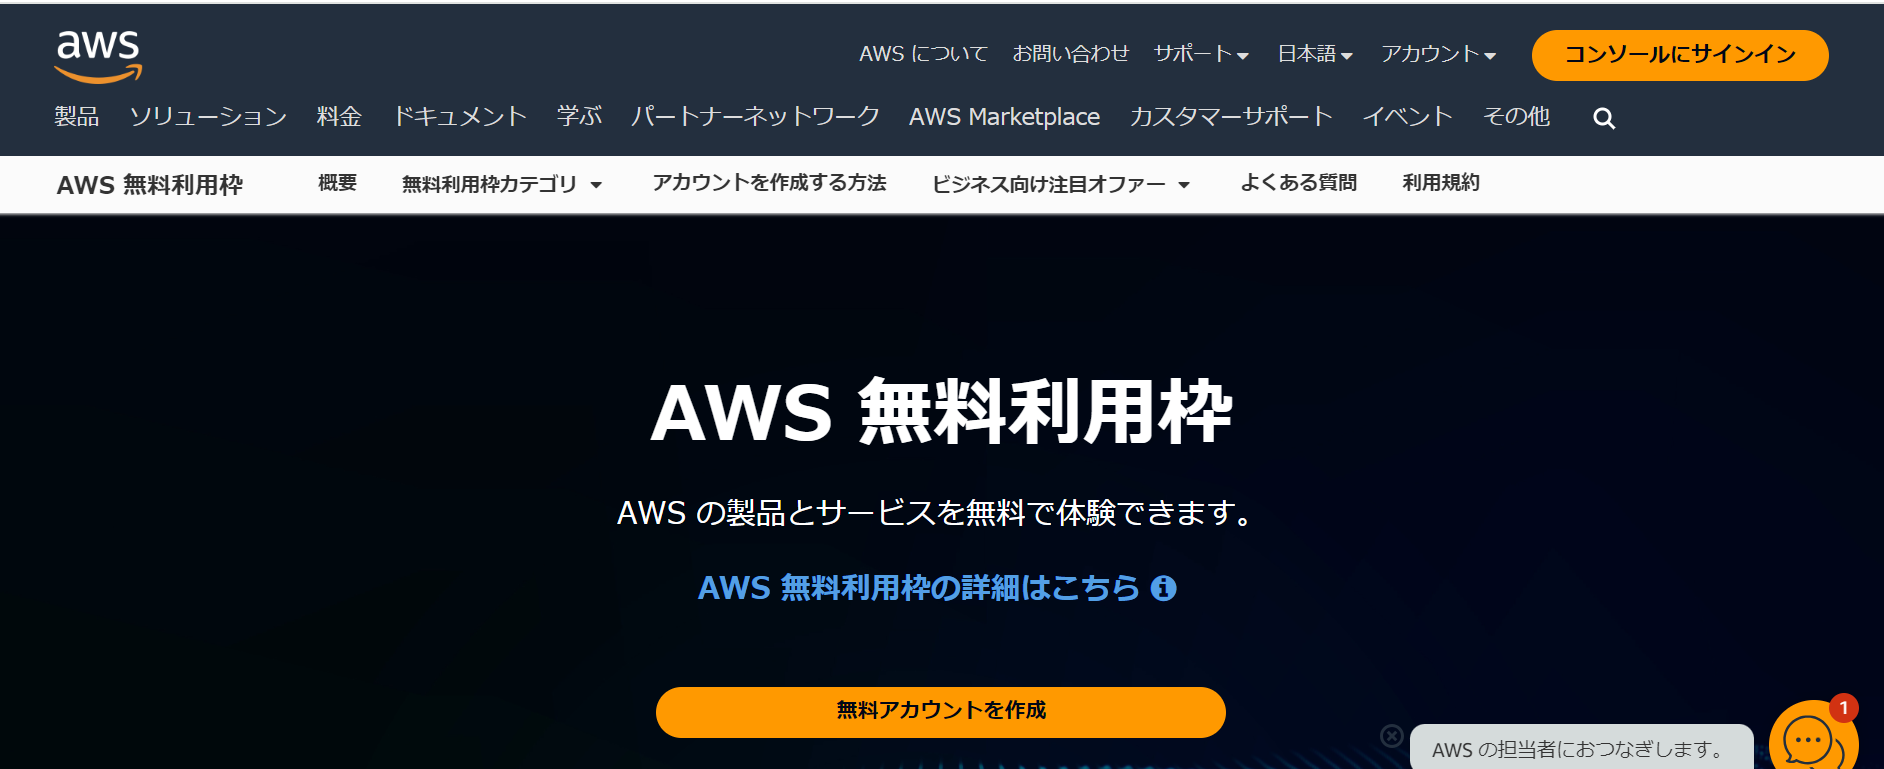 aws
AWS について お問い合わせ サポート 日本語 アカウント コンソールにサインイン
製品 ソリューション 料金 ドキュメント 学ぶ パートナーネットワーク AWS Marketplace カスタマーサポート イベント その他
AWS 無料利用枠 概要 無料利用枠カテゴリ アカウントを作成する方法 ビジネス向け注目オファー よくある質問 利用規約
AWS 無料利用枠
AWS の製品とサービスを無料で体験できます。
AWS 無料利用枠の詳細はこちら
無料アカウントを作成
1
AWS の担当者におつなぎします。